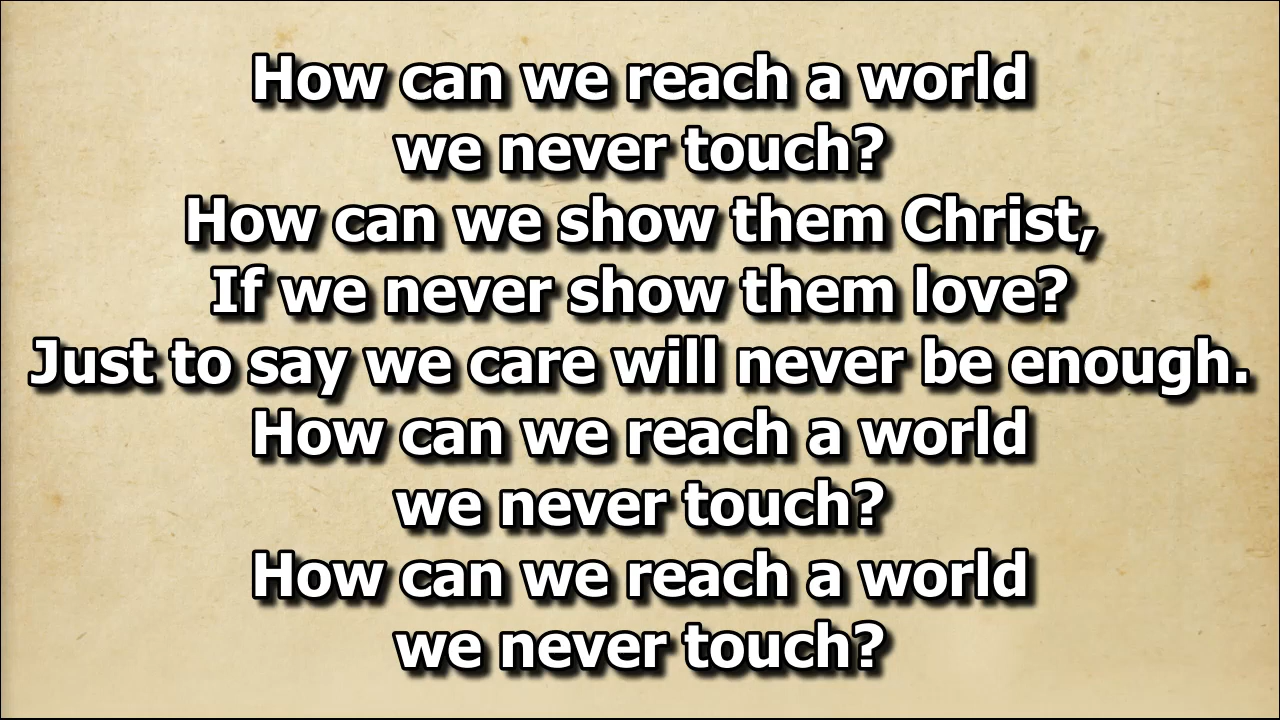 How can we reach a world
we never touch?
How can we show them Christ,
If we never show them love?
Just to say we care will never be enough.
How can we reach a world
we never touch?
How can we reach a world
we never touch?